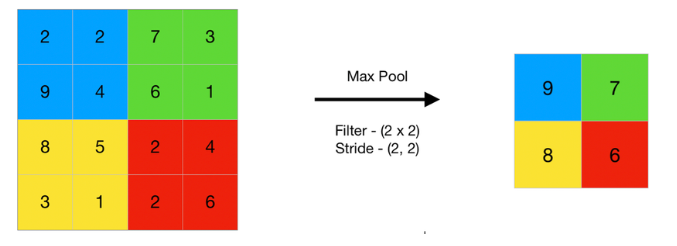 2 2 7 3
9 4 6 1
8 5 2 4
3 1 2 6
Max Pool
Filter - (2 x 2)
Stride - (2, 2)
9 7
8 6